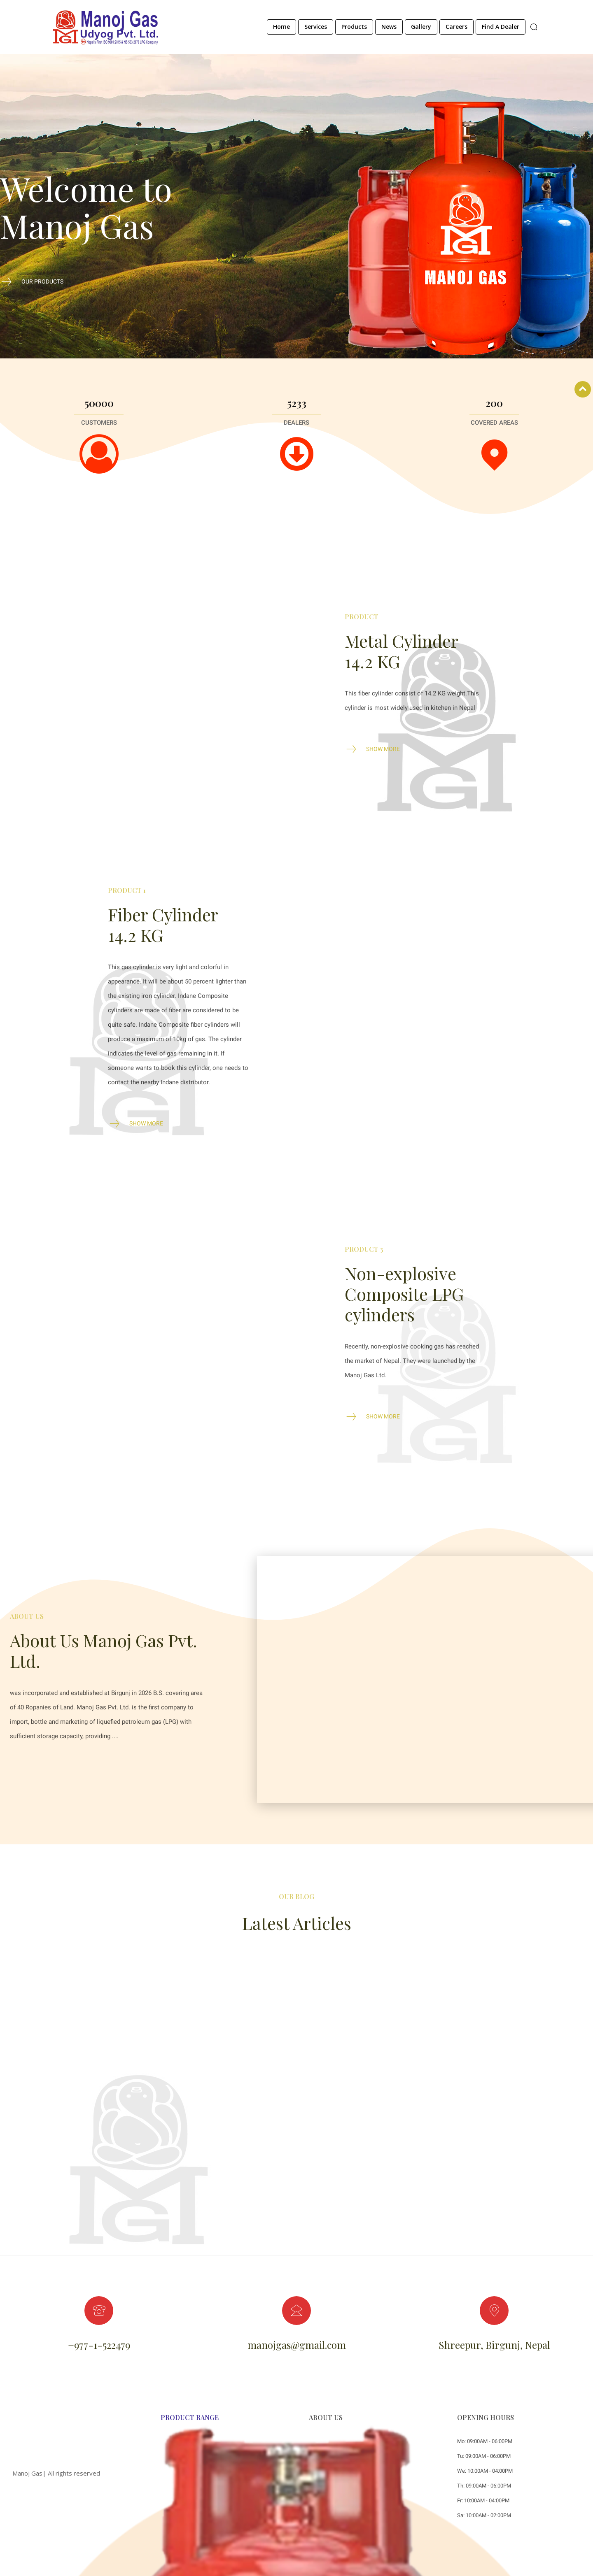 Manoj Gas
Udyog Pvt. Ltd.
Home
Services
Products
News
Gallery
Careers
Find A Dealer
Welcome to
Manoj Gas
OUR PRODUCTS
MGI
MANOJ GAS
50000
CUSTOMERS
5233
DEALERS
200
COVERED AREAS
PRODUCT
Metal Cylinder
14.2 KG
This fiber cylinder consist of 14.2 KG weight.This
cylinder is most widely used in kitchen in Nepal
SHOW MORE
PRODUCT 1
Fiber Cylinder
14.2 KG
This gas cylinder is very light and colorful in
appearance. It will be about 50 percent lighter than
the existing iron cylinder. Indane Composite
cylinders are made of fiber are considered to be
quite safe. Indane Composite fiber cylinders will
produce a maximum of 10kg of gas. The cylinder
indicates the level of gas remaining in it. If
someone wants to book this cylinder, one needs to
contact the nearby Indane distributor.
SHOW MORE
PRODUCT 3
Non-explosive
Composite LPG
cylinders
Recently, non-explosive cooking gas has reached
the market of Nepal. They were launched by the
Manoj Gas Ltd.
SHOW MORE
ABOUT US
About Us Manoj Gas Pvt.
Ltd.
was incorporated and established at Birgunj in 2026 B.S. covering area
of 40 Ropanies of Land. Manoj Gas Pvt. Ltd. is the first company to
import, bottle and marketing of liquefied petroleum gas (LPG) with
sufficient storage capacity, providing ....
OUR BLOG
Latest Articles
+977-1-522479
manojgas@gmail.com
Shreepur, Birgunj, Nepal
Manoj Gas| All rights reserved
PRODUCT RANGE
ABOUT US
OPENING HOURS
Mo: 09:00AM - 06:00PM
Tu: 09:00AM - 06:00PM
We: 10:00AM - 04:00PM
Th: 09:00AM - 06:00PM
Fr: 10:00AM - 04:00PM
Sa: 10:00AM - 02:00PM